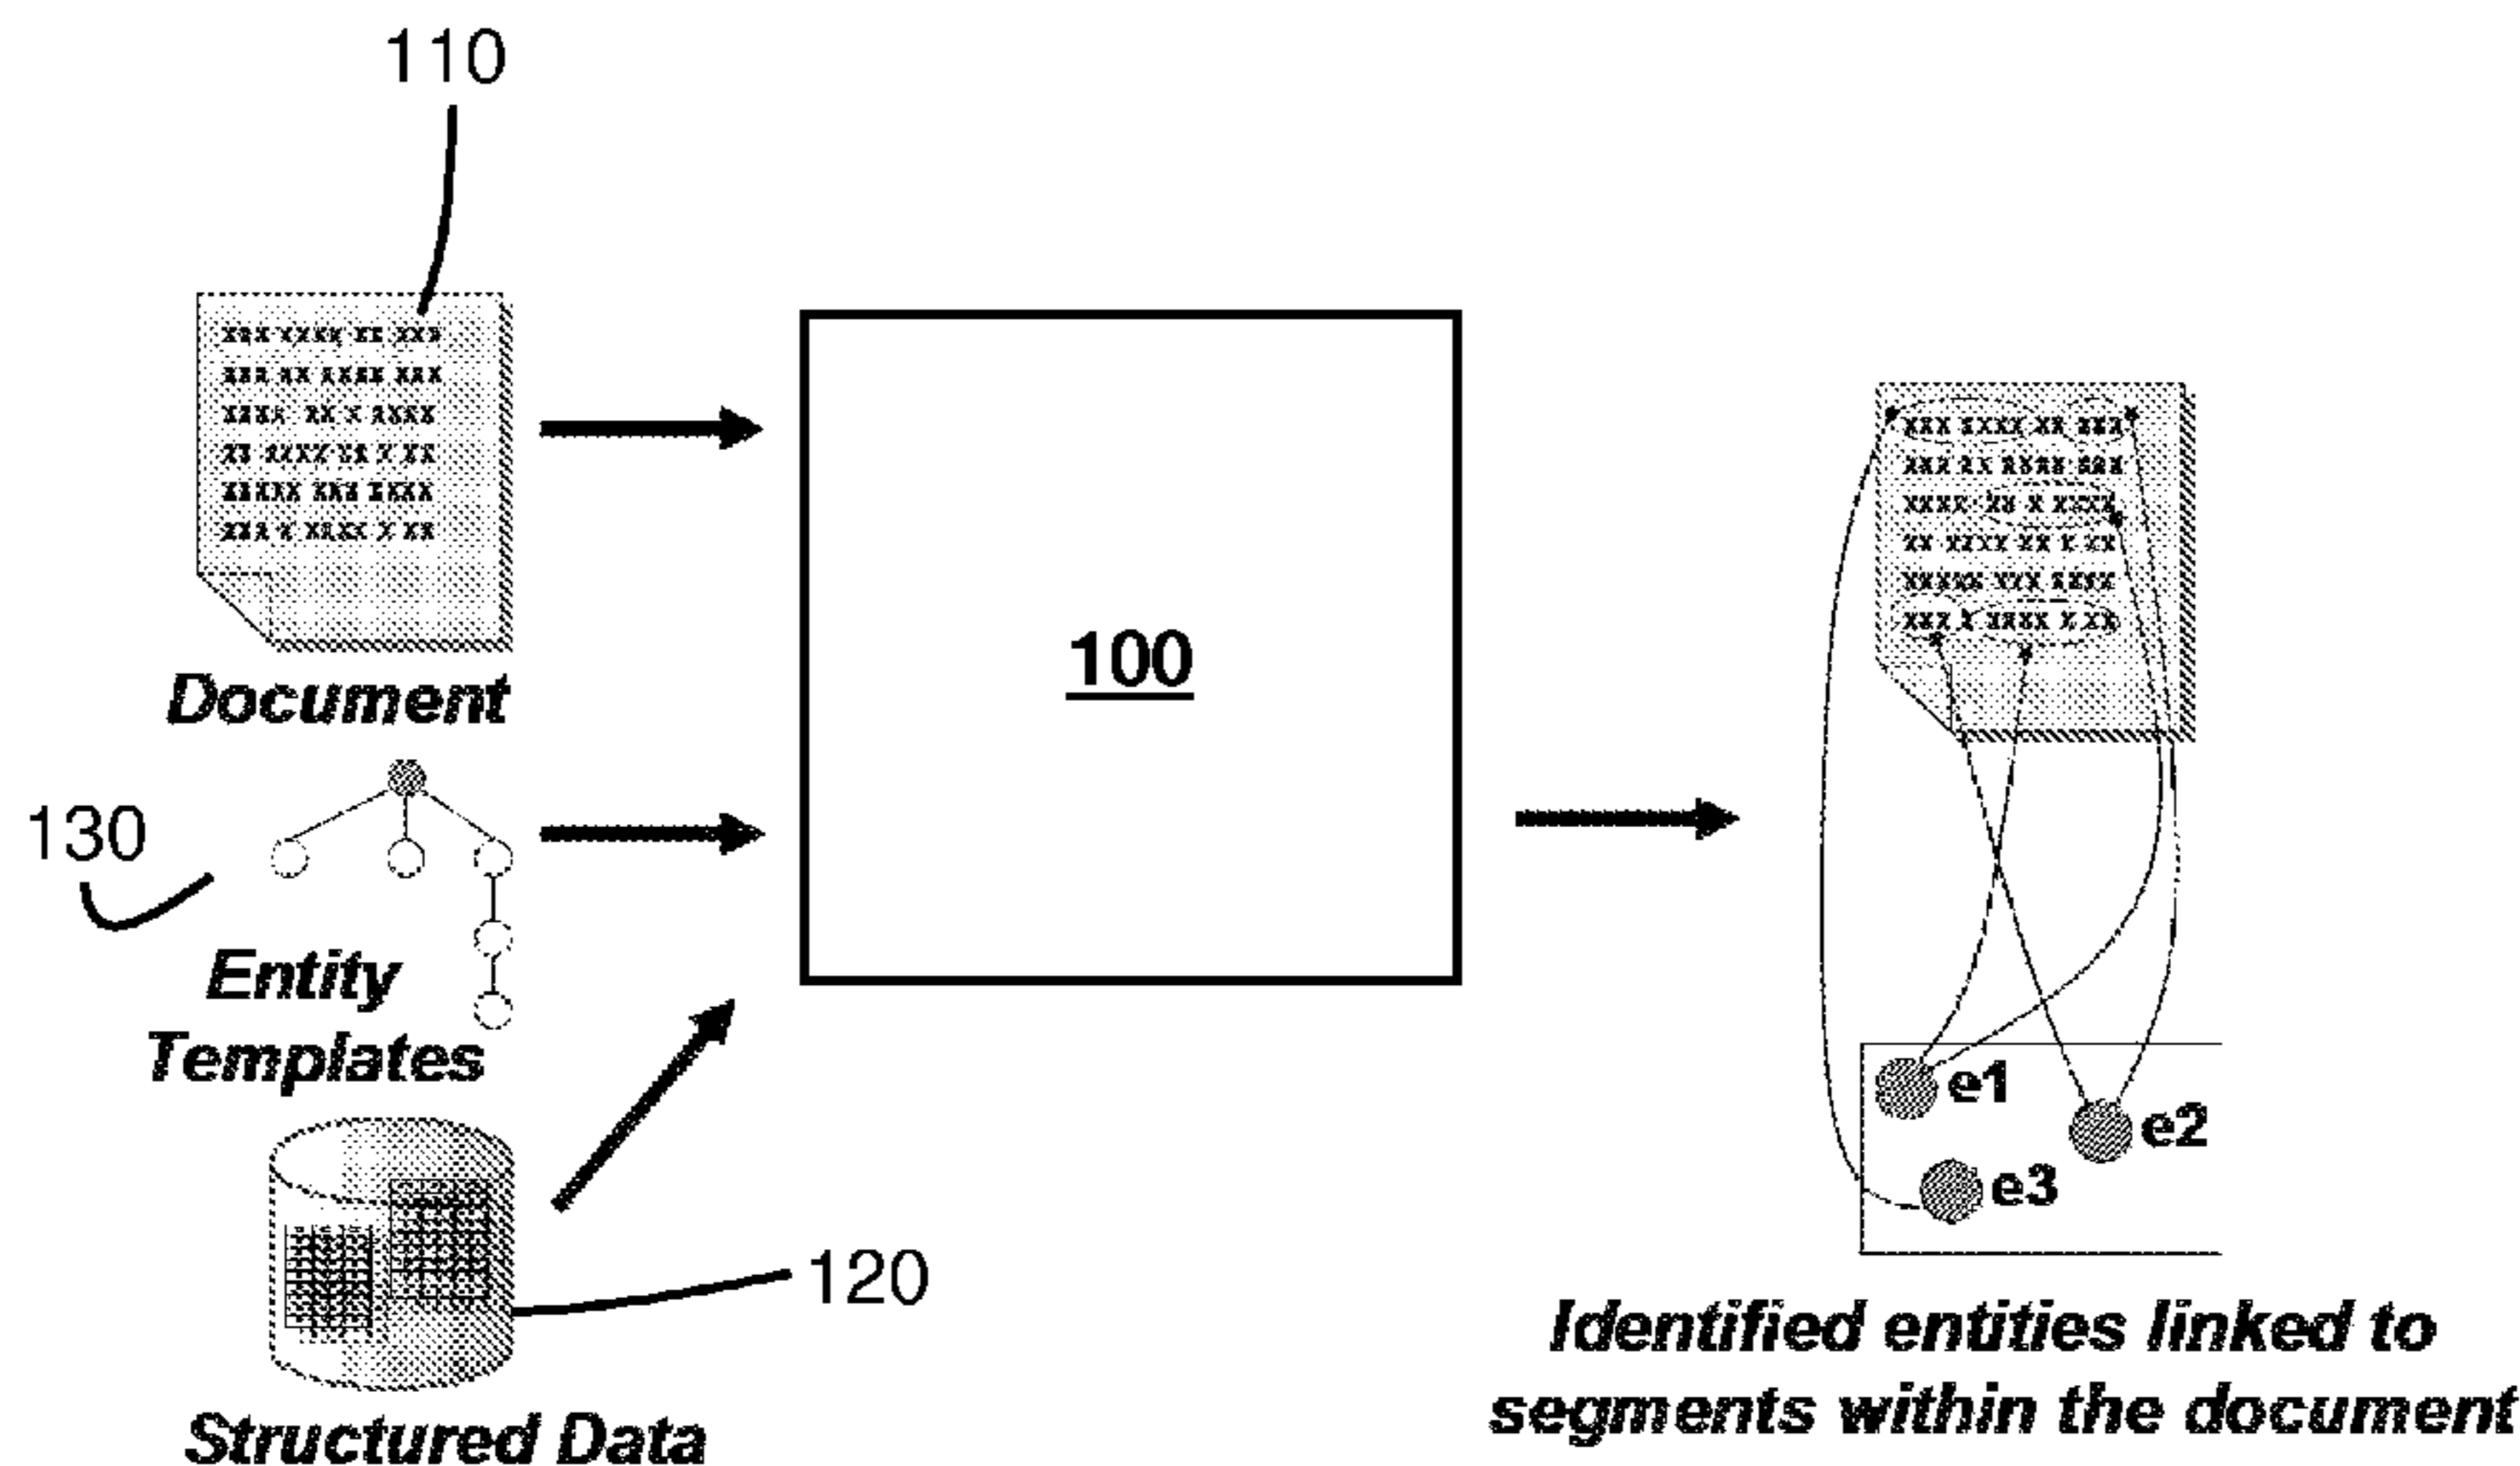 110
Document
130
Entity
Templates
120
Structured Data
100
e1
e2
e3
Identified entities linked to
segments within the document